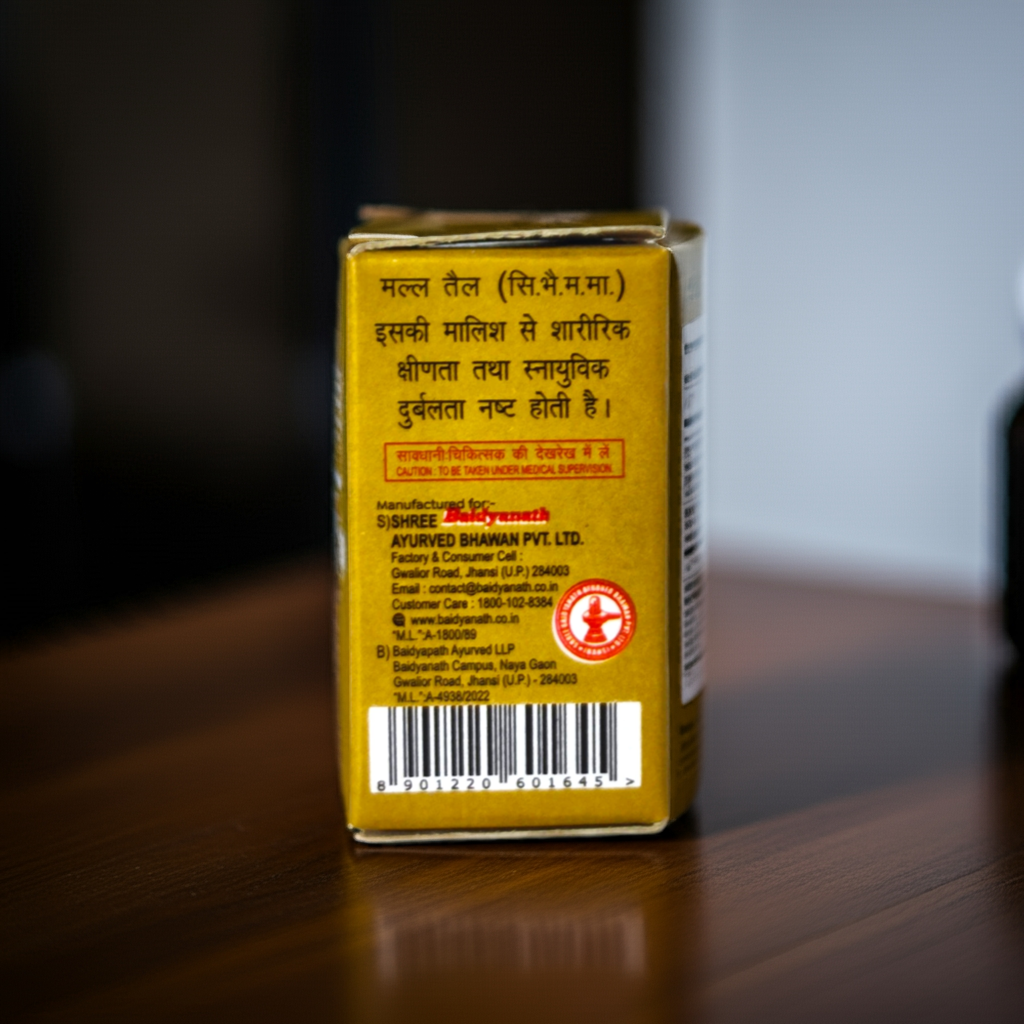 मल्ल तैल (सि.भै.म.मा.)
इसकी मालिश से शारीरिक
क्षीणता तथा स्नायुविक
दुर्बलता नष्ट होती है।
सावधानी:चिकित्सक की देखरेख में लें
CAUTION : TO BE TAKEN UNDER MEDICAL SUPERVISION.
Manufactured for:-
S) SHREE Baidyanath
AYURVED BHAWAN PVT. LTD.
Factory & Consumer Cell :
Gwalior Road, Jhansi (U.P.) 284003
Email : contact@baidyanath.co.in
Customer Care : 1800-102-8384
www.baidyanath.co.in
"M.L.":A-1800/89
B) Baidyapath Ayurved LLP
Baidyanath Campus, Naya Gaon
Gwalior Road, Jhansi (U.P.) - 284003
"M.L.":A-4938/2022
8 901220 601645 >